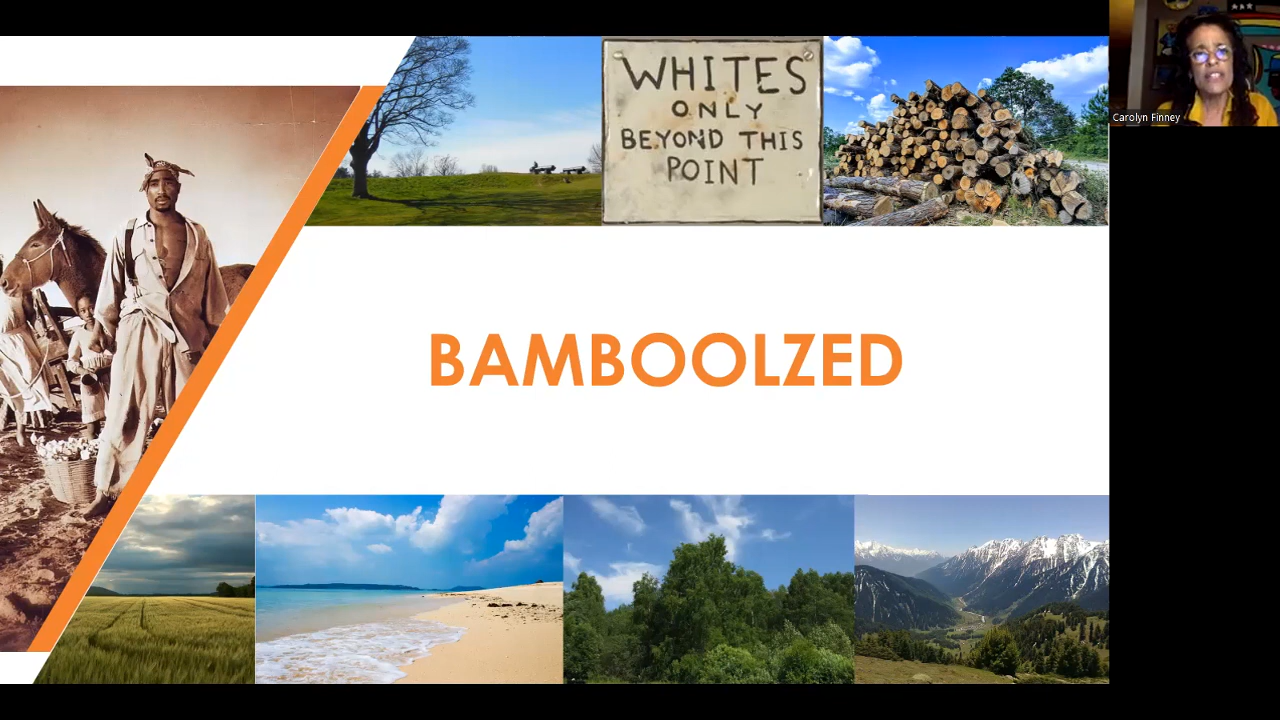 WHITES
ONLY
BEYOND THIS
POINT
Carolyn Finney
BAMBOOLZED